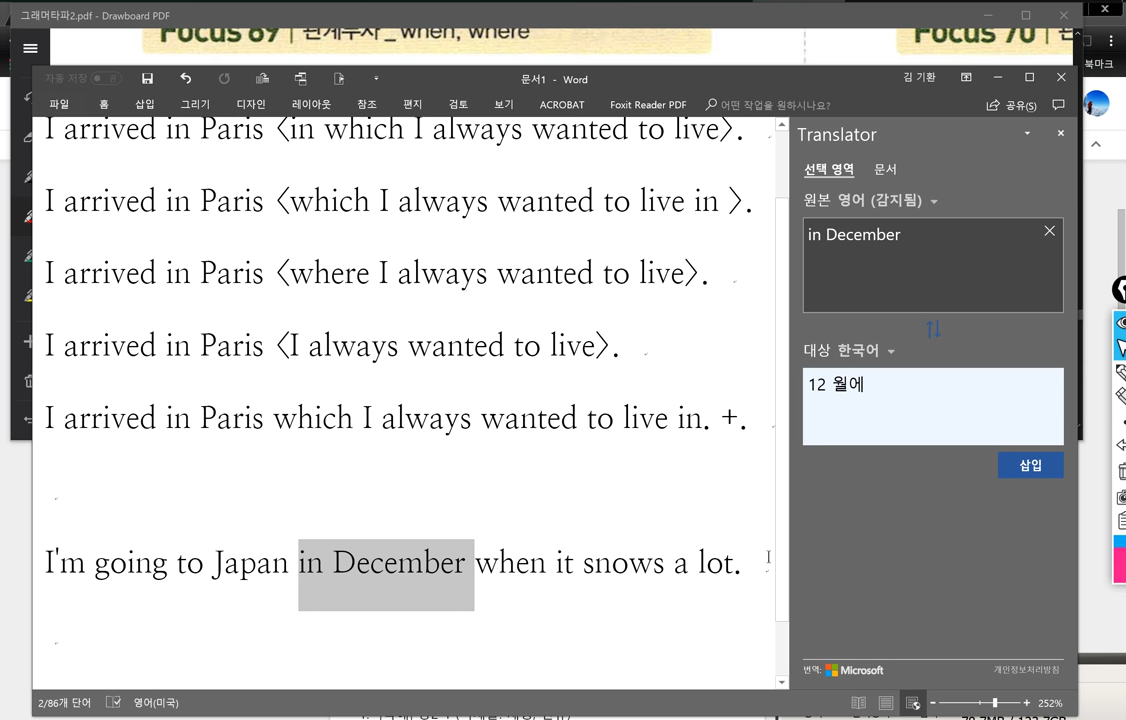 그래머타파2.pdf - Drawboard PDF
Focus 69 | 관계부사 _ when, where
Focus 70 |
북마크
자동 저장
문서1 - Word
김 기환
파일 홈 삽입 그리기 디자인 레이아웃 참조 편지 검토 보기 ACROBAT Foxit Reader PDF 어떤 작업을 원하시나요? 공유(S)
I arrived in Paris 〈in which I always wanted to live〉.
I arrived in Paris 〈which I always wanted to live in 〉.
I arrived in Paris 〈where I always wanted to live〉.
I arrived in Paris 〈I always wanted to live〉.
I arrived in Paris which I always wanted to live in. +.
I'm going to Japan in December when it snows a lot.
Translator
선택 영역 문서
원본 영어 (감지됨)
in December
대상 한국어
12 월에
삽입
번역: Microsoft
개인정보처리방침
2/86개 단어 영어(미국)
252%